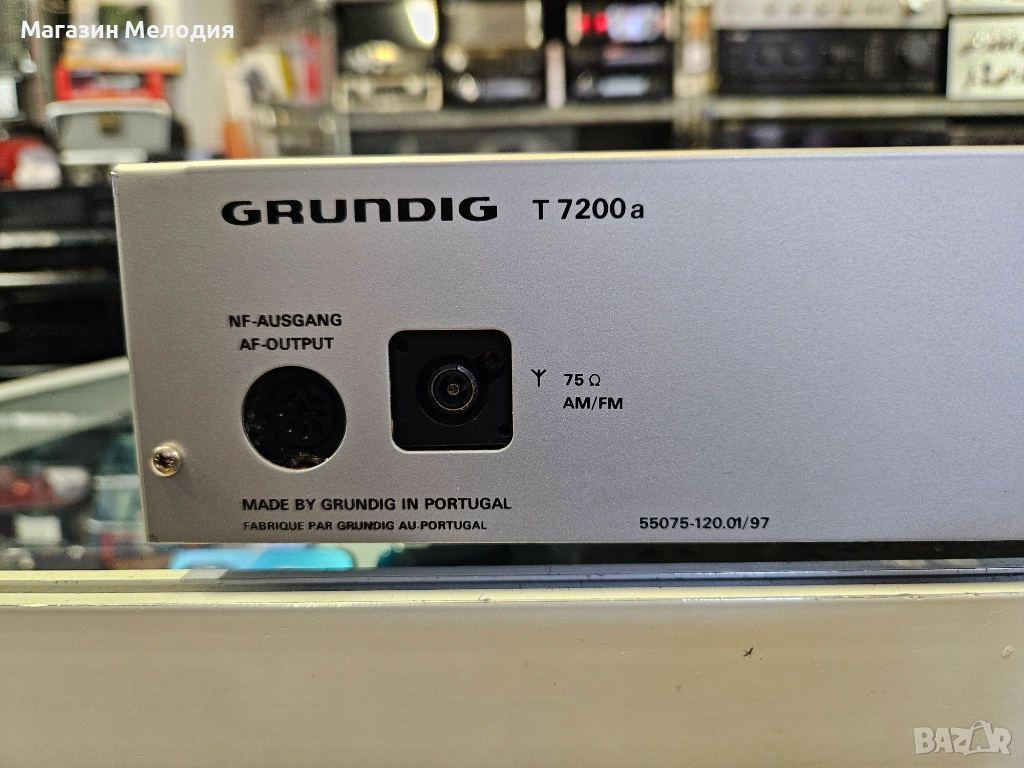 Магазин Мелодия
GRUNDIG T 7200 a
NF-AUSGANG
AF-OUTPUT
75 Ω
AM/FM
MADE BY GRUNDIG IN PORTUGAL
FABRIQUE PAR GRUNDIG AU PORTUGAL
55075-120.01/97
BAZAR